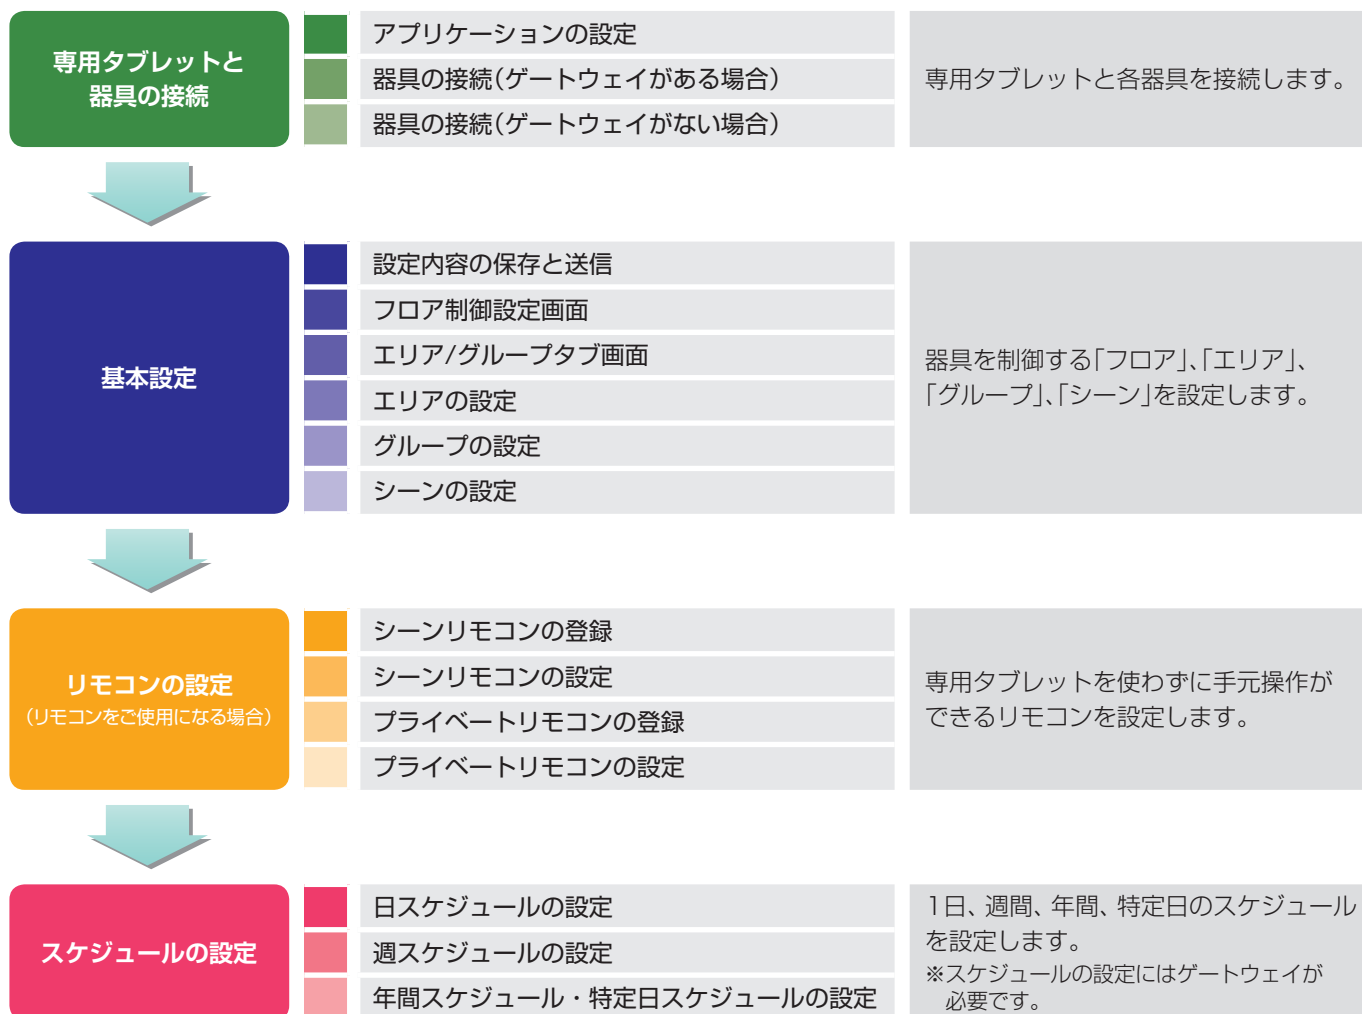 専用タブレットと
器具の接続
アプリケーションの設定
器具の接続(ゲートウェイがある場合)
器具の接続(ゲートウェイがない場合)
専用タブレットと各器具を接続します。
基本設定
設定内容の保存と送信
フロア制御設定画面
エリア/グループタブ画面
エリアの設定
グループの設定
シーンの設定
器具を制御する「フロア」、「エリア」、
「グループ」、「シーン」を設定します。
リモコンの設定
(リモコンをご使用になる場合)
シーンリモコンの登録
シーンリモコンの設定
プライベートリモコンの登録
プライベートリモコンの設定
専用タブレットを使わずに手元操作が
できるリモコンを設定します。
スケジュールの設定
日スケジュールの設定
週スケジュールの設定
年間スケジュール・特定日スケジュールの設定
1日、週間、年間、特定日のスケジュール
を設定します。
※スケジュールの設定にはゲートウェイが
必要です。